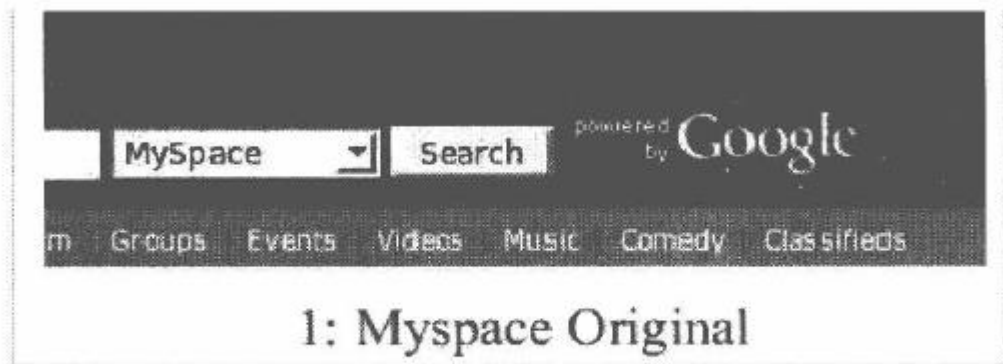 MySpace Search powered
by Google
m Groups Events Videos Music Comedy Classifieds
1: Myspace Original